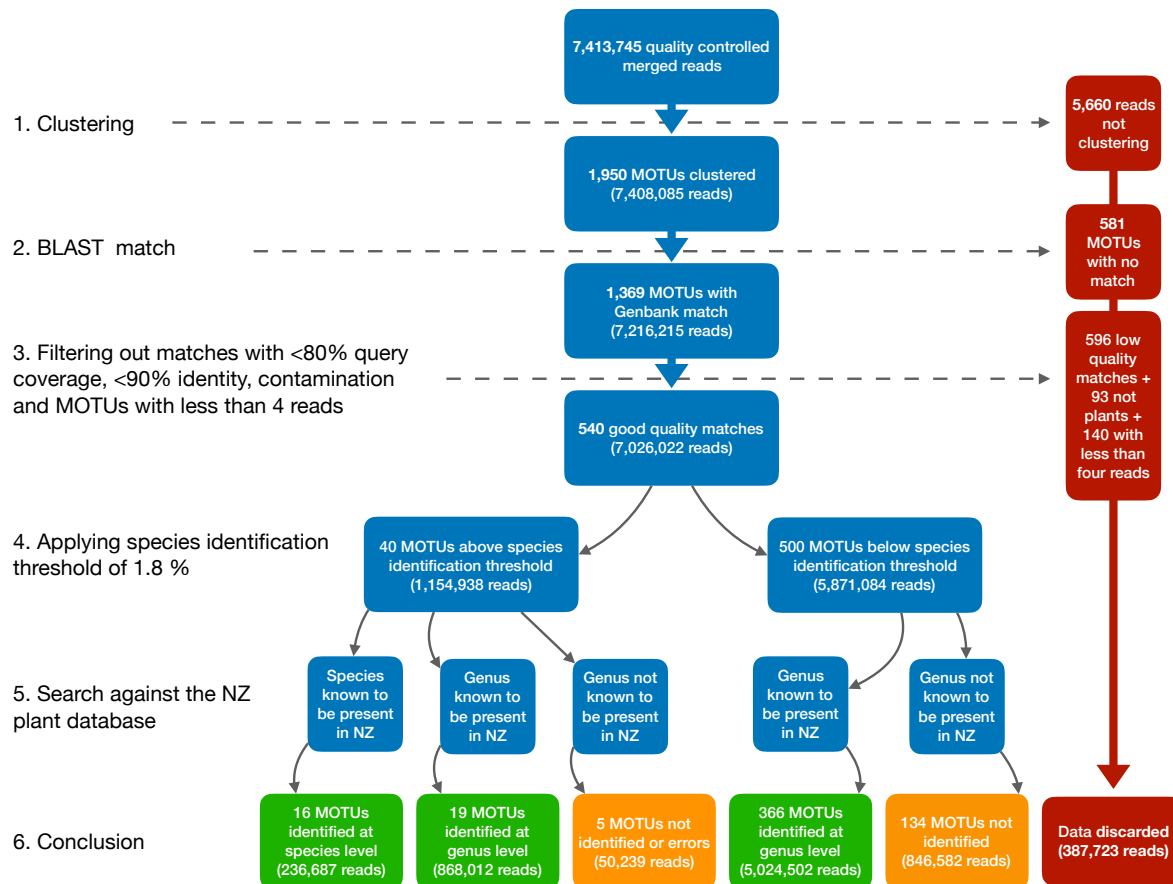 7,413,745 quality controlled
merged reads
1. Clustering
5,660 reads
not
clustering
1,950 MOTUs clustered
(7,408,085 reads)
2. BLAST match
581
MOTUs
with no
match
1,369 MOTUs with
Genbank match
(7,216,215 reads)
3. Filtering out matches with <80% query
coverage, <90% identity, contamination
and MOTUs with less than 4 reads
596 low
quality
matches +
93 not
plants +
140 with
less than
four reads
540 good quality matches
(7,026,022 reads)
4. Applying species identification
threshold of 1.8 %
40 MOTUs above species
identification threshold
(1,154,938 reads)
500 MOTUs below species
identification threshold
(5,871,084 reads)
5. Search against the NZ
plant database
Species
known to
be present
in NZ
Genus
known to
be present
in NZ
Genus not
known to
be present
in NZ
Genus
known to
be present
in NZ
Genus not
known to
be present
in NZ
6. Conclusion
16 MOTUs
identified at
species level
(236,687 reads)
19 MOTUs
identified at
genus level
(868,012 reads)
5 MOTUs not
identified or errors
(50,239 reads)
366 MOTUs
identified at
genus level
(5,024,502 reads)
134 MOTUs not
identified
(846,582 reads)
Data discarded
(387,723 reads)